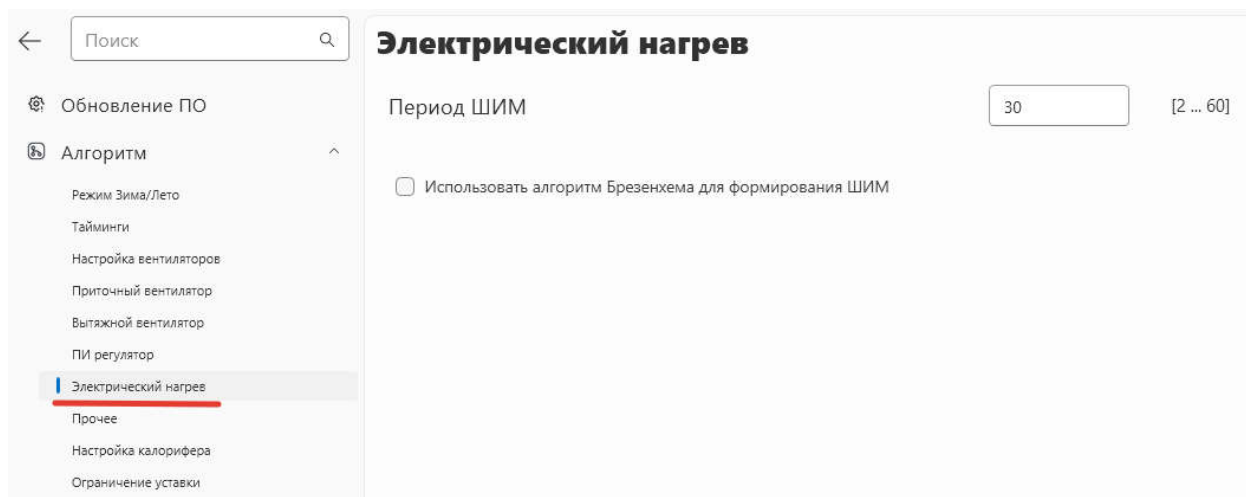 Поиск
Обновление ПО
Алгоритм
Режим Зима/Лето
Тайминги
Настройка вентиляторов
Приточный вентилятор
Вытяжной вентилятор
ПИ регулятор
Электрический нагрев
Прочее
Настройка калорифера
Ограничение уставки
Электрический нагрев
Период ШИМ 30 [2 ... 60]
Использовать алгоритм Брезенхема для формирования ШИМ